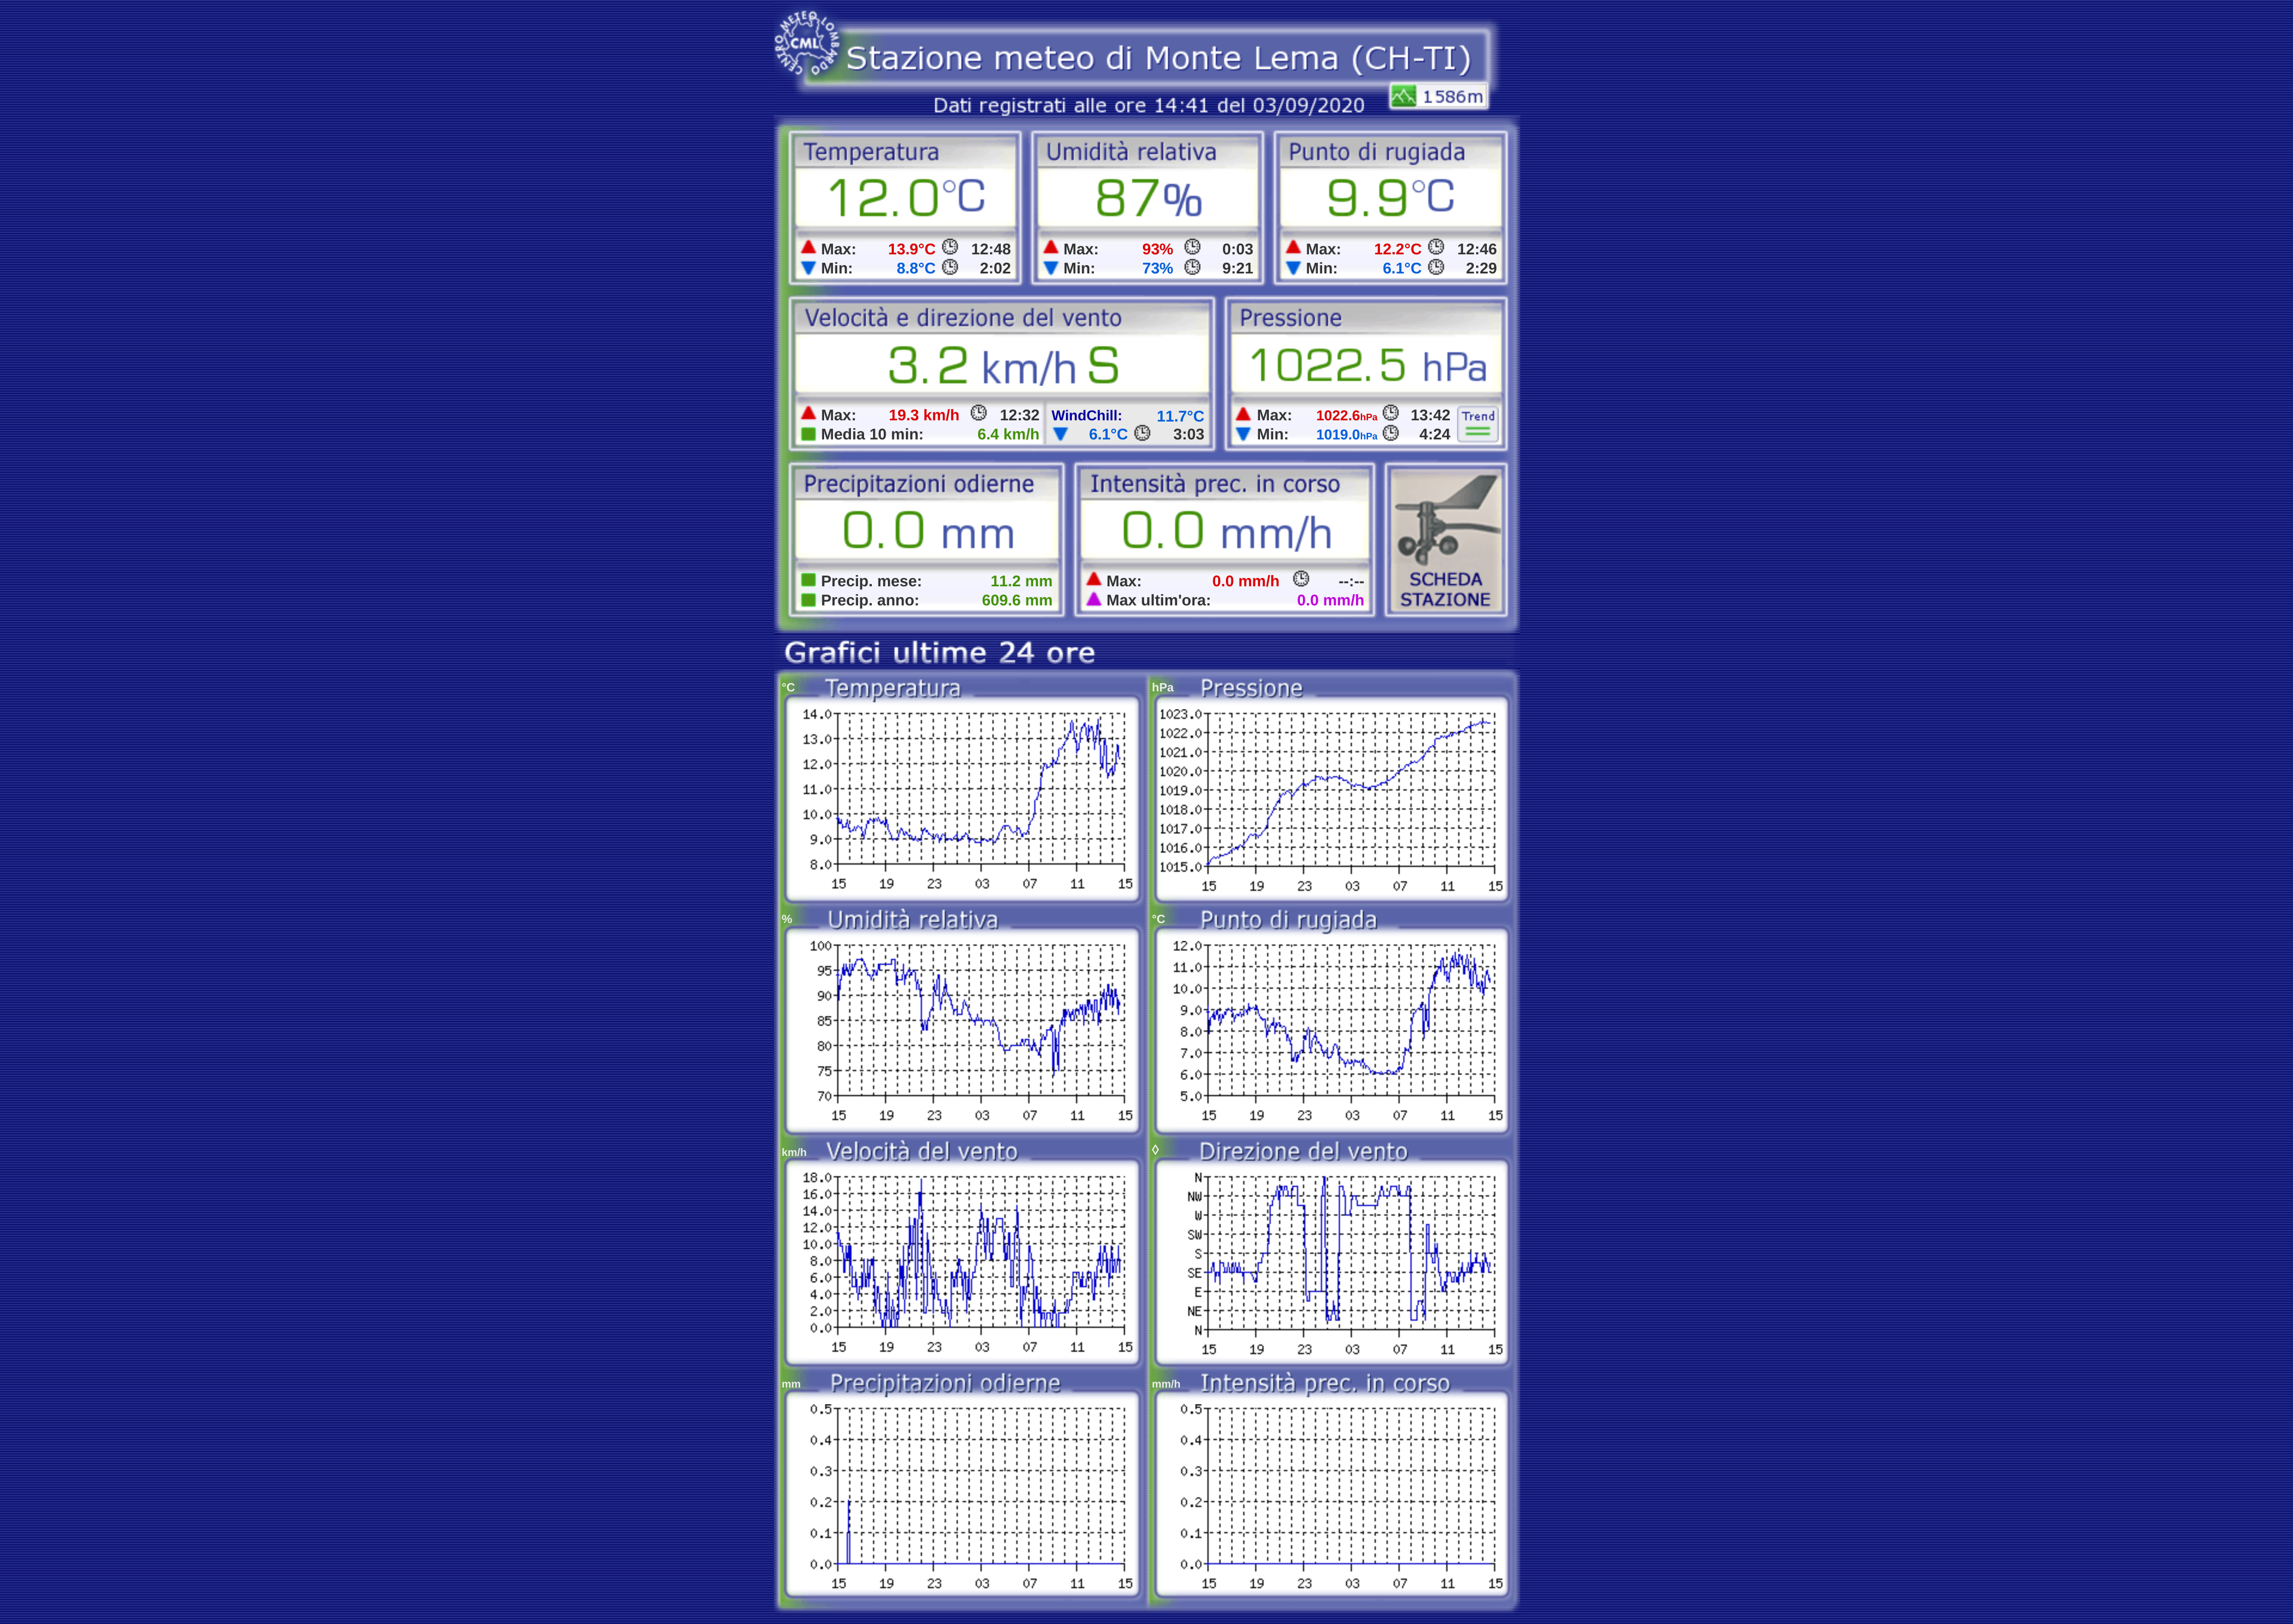 CENTRO METEO LOMBARDO
CML
Stazione meteo di Monte Lema (CH-TI)
Dati registrati alle ore 14:41 del 03/09/2020
1586m
Temperatura Umidità relativa Punto di rugiada
12.0°C 87% 9.9°C
Max: 13.9°C 12:48 Max: 93% 0:03 Max: 12.2°C 12:46
Min: 8.8°C 2:02 Min: 73% 9:21 Min: 6.1°C 2:29
Velocità e direzione del vento Pressione
3.2 km/h S 1022.5 hPa
Max: 19.3 km/h 12:32 WindChill: 11.7°C Max: 1022.6hPa 13:42 Trend
Media 10 min: 6.4 km/h 6.1°C 3:03 Min: 1019.0hPa 4:24
Precipitazioni odierne Intensità prec. in corso
0.0 mm 0.0 mm/h
Precip. mese: 11.2 mm Max: 0.0 mm/h --:-- SCHEDA
Precip. anno: 609.6 mm Max ultim'ora: 0.0 mm/h STAZIONE
Grafici ultime 24 ore
°C Temperatura
14.0
13.0
12.0
11.0
10.0
9.0
8.0
15 19 23 03 07 11 15
hPa Pressione
1023.0
1022.0
1021.0
1020.0
1019.0
1018.0
1017.0
1016.0
1015.0
15 19 23 03 07 11 15
% Umidità relativa
100
95
90
85
80
75
70
15 19 23 03 07 11 15
°C Punto di rugiada
12.0
11.0
10.0
9.0
8.0
7.0
6.0
5.0
15 19 23 03 07 11 15
km/h Velocità del vento
18.0
16.0
14.0
12.0
10.0
8.0
6.0
4.0
2.0
0.0
15 19 23 03 07 11 15
◊ Direzione del vento
N
NW
W
SW
S
SE
E
NE
N
15 19 23 03 07 11 15
mm Precipitazioni odierne
0.5
0.4
0.3
0.2
0.1
0.0
15 19 23 03 07 11 15
mm/h Intensità prec. in corso
0.5
0.4
0.3
0.2
0.1
0.0
15 19 23 03 07 11 15